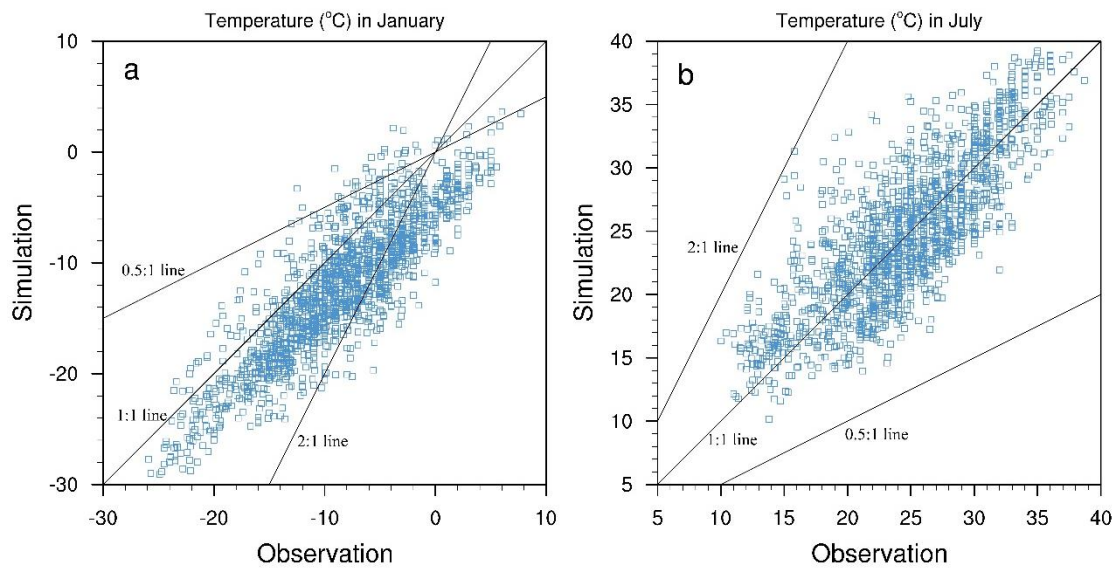 Temperature (°C) in January
10
0
-10
-20
-30
-30
-20
-10
0
10
Simulation
Observation
a
0.5:1 line
1:1 line
2:1 line
Temperature (°C) in July
40
35
30
25
20
15
10
5
5
10
15
20
25
30
35
40
Simulation
Observation
b
2:1 line
1:1 line
0.5:1 line